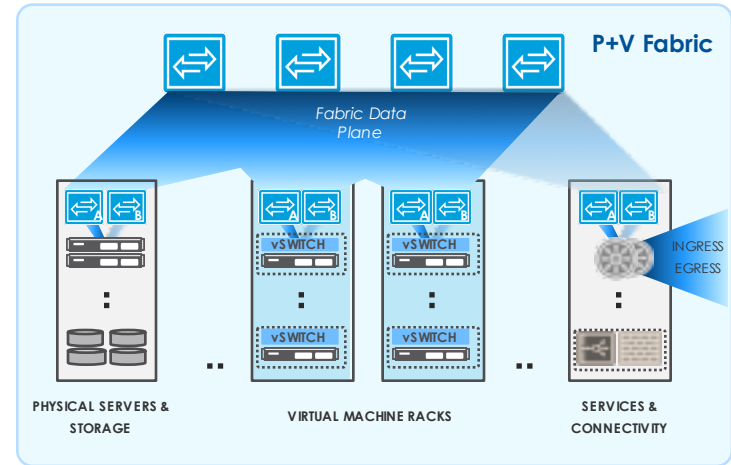 P+V Fabric
Fabric Data
Plane
A B
A B
A B
A B
vSWITCH
vSWITCH
INGRESS
EGRESS
vSWITCH
vSWITCH
PHYSICAL SERVERS &
STORAGE
VIRTUAL MACHINE RACKS
SERVICES &
CONNECTIVITY